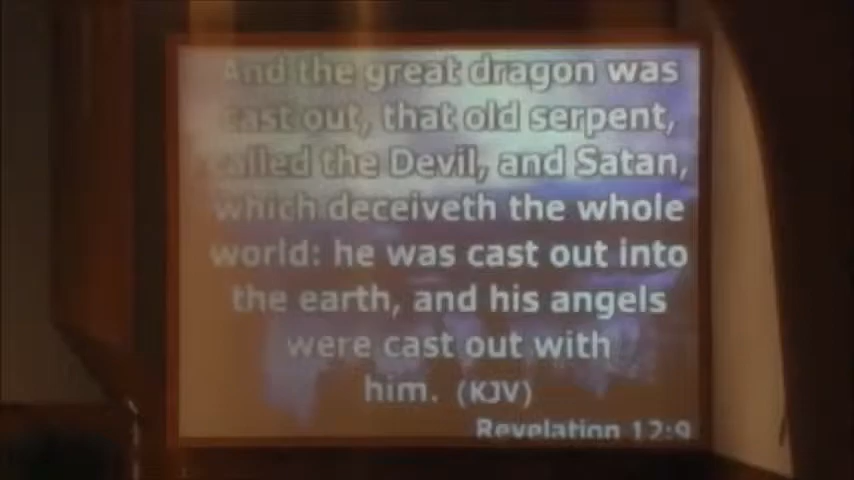 And the great dragon was
cast out, that old serpent,
called the Devil, and Satan,
which deceiveth the whole
world: he was cast out into
the earth, and his angels
were cast out with
him. (KJV)
Revelation 12:9